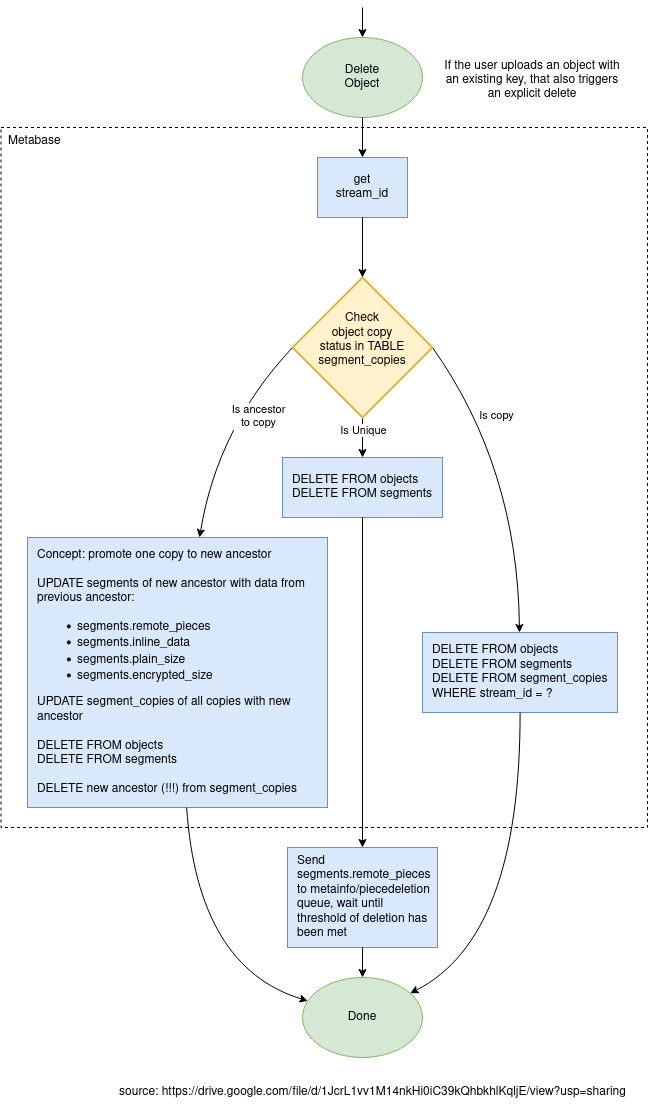 Delete
Object
If the user uploads an object with
an existing key, that also triggers
an explicit delete
Metabase
get
stream_id
Check
object copy
status in TABLE
segment_copies
Is ancestor
to copy
Is Unique
Is copy
DELETE FROM objects
DELETE FROM segments
Concept: promote one copy to new ancestor
UPDATE segments of new ancestor with data from
previous ancestor:
• segments.remote_pieces
• segments.inline_data
• segments.plain_size
• segments.encrypted_size
UPDATE segment_copies of all copies with new
ancestor
DELETE FROM objects
DELETE FROM segments
DELETE new ancestor (!!!) from segment_copies
DELETE FROM objects
DELETE FROM segments
DELETE FROM segment_copies
WHERE stream_id = ?
Send
segments.remote_pieces
to metainfo/piecedeletion
queue, wait until
threshold of deletion has
been met
Done
source: https://drive.google.com/file/d/1JcrL1vv1M14nkHi0iC39kQhbkhlKqIjE/view?usp=sharing